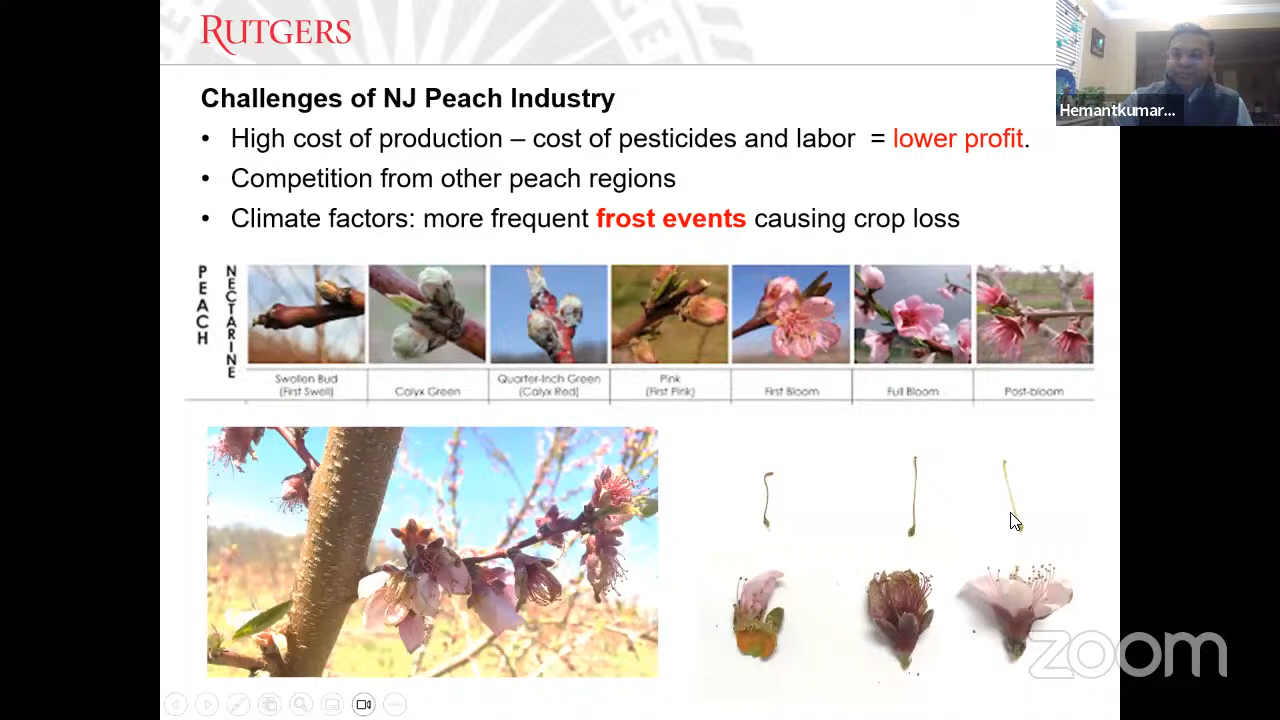 RUTGERS
Hemantkumar...
Challenges of NJ Peach Industry
• High cost of production – cost of pesticides and labor = lower profit.
• Competition from other peach regions
• Climate factors: more frequent frost events causing crop loss
PEACH
NECTARINE
Swollen Bud
(First Swell)
Calyx Green
Quarter-Inch Green
(Calyx Red)
Pink
(First Pink)
First Bloom
Full Bloom
Post-bloom
zoom